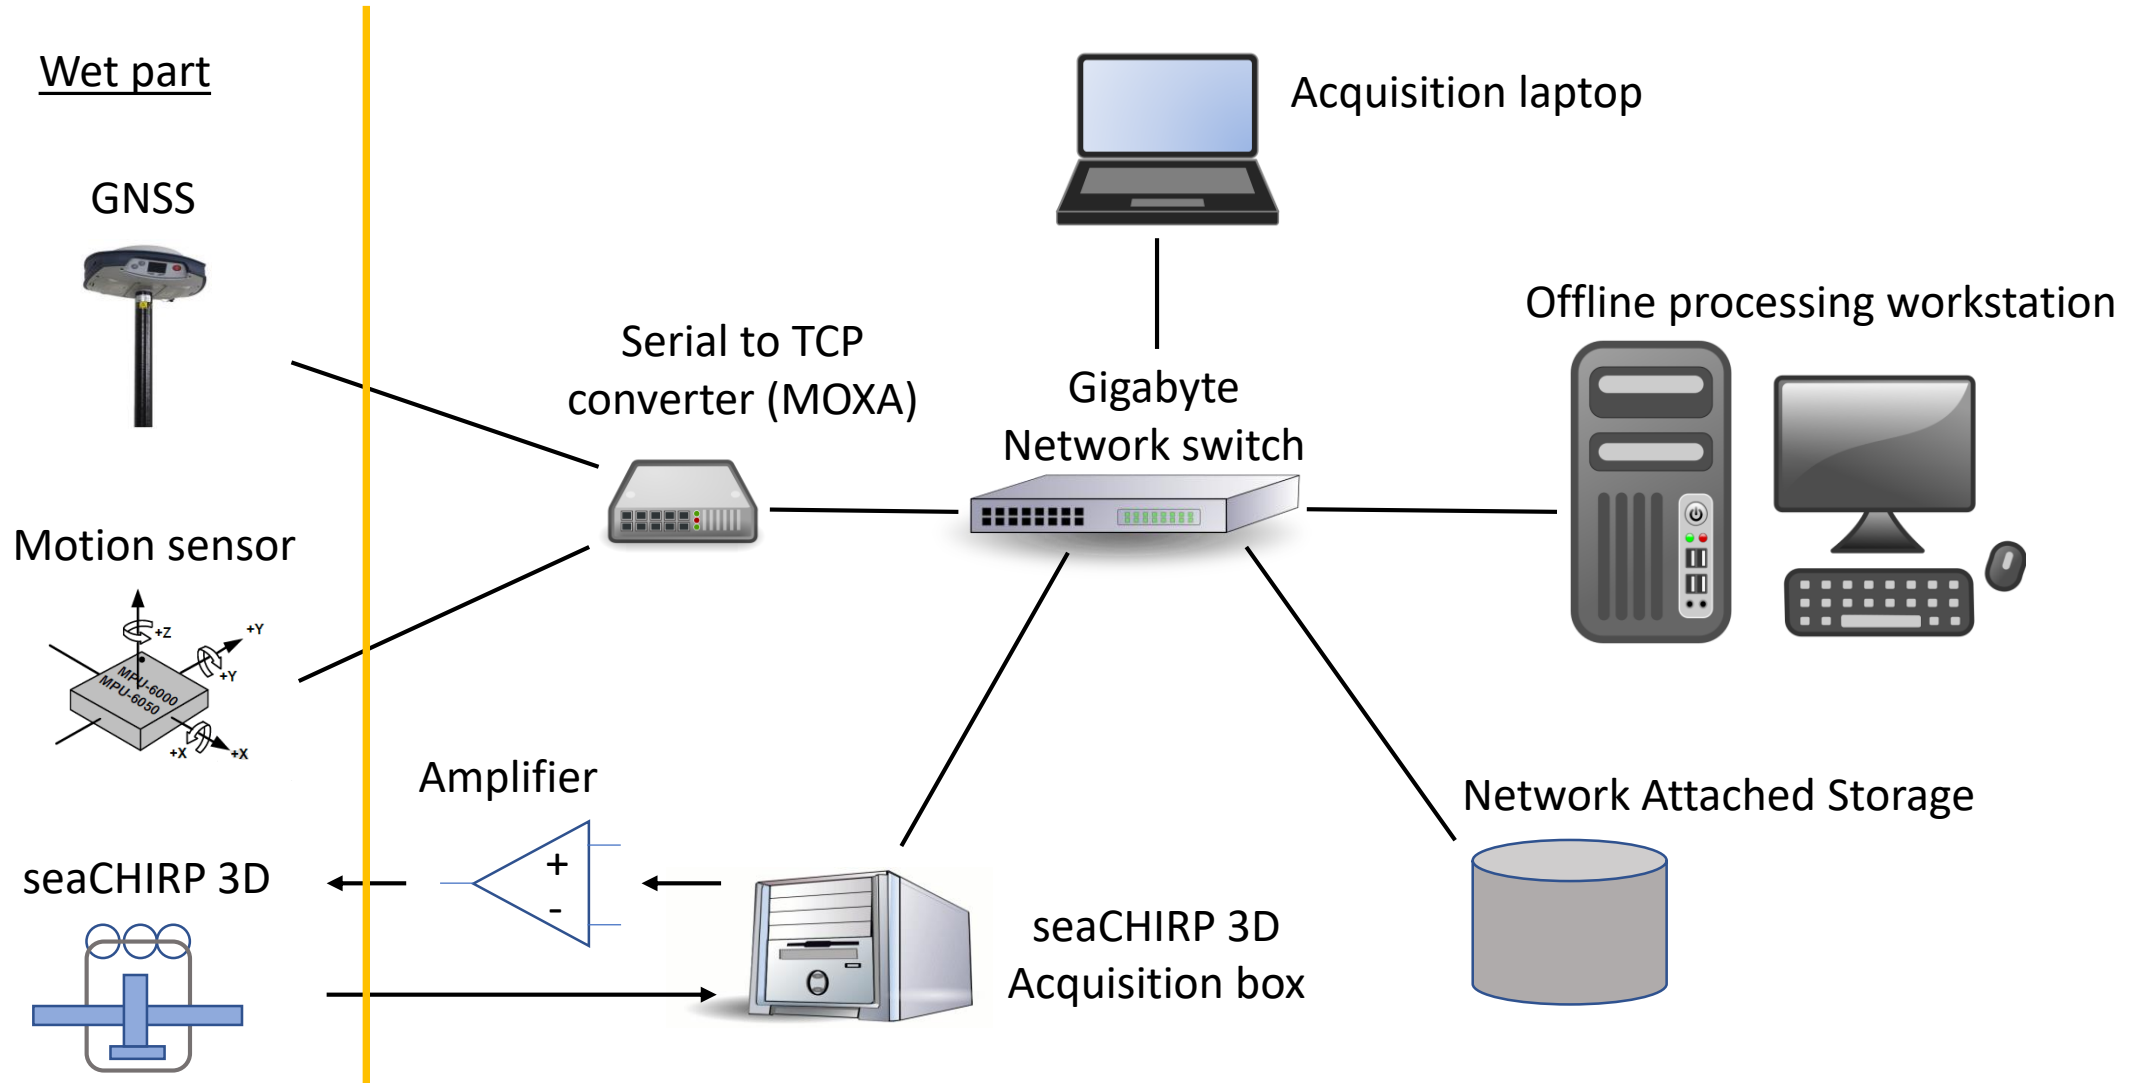 Wet part
GNSS
Motion sensor
+Z
+Y
+Y
MPU-6000
MPU-6050
+X
+X
seaCHIRP 3D
Serial to TCP
converter (MOXA)
Amplifier
+
-
Acquisition laptop
Gigabyte
Network switch
seaCHIRP 3D
Acquisition box
Offline processing workstation
Network Attached Storage